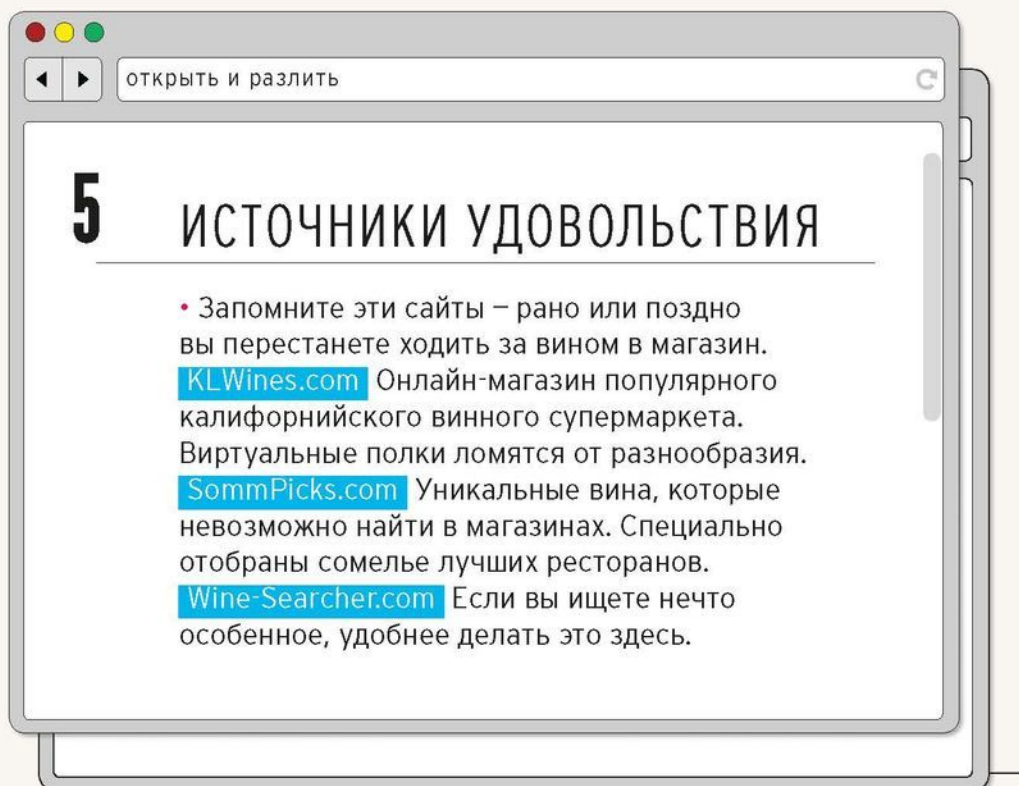 открыть и разлить
5 ИСТОЧНИКИ УДОВОЛЬСТВИЯ
• Запомните эти сайты – рано или поздно
вы перестанете ходить за вином в магазин.
KLWines.com Онлайн-магазин популярного
калифорнийского винного супермаркета.
Виртуальные полки ломятся от разнообразия.
SommPicks.com Уникальные вина, которые
невозможно найти в магазинах. Специально
отобраны сомелье лучших ресторанов.
Wine-Searcher.com Если вы ищете нечто
особенное, удобнее делать это здесь.